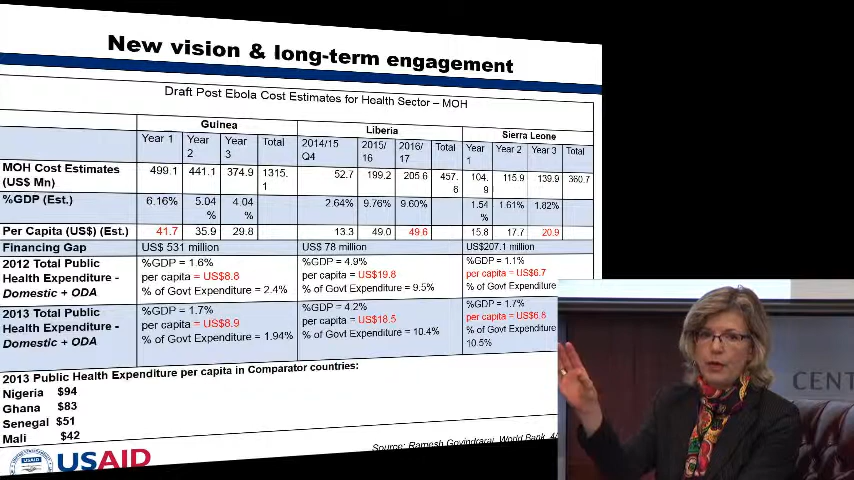 New vision & long-term engagement
Draft Post Ebola Cost Estimates for Health Sector – MOH
Guinea Liberia Sierra Leone
Year 1 Year 2 Year 3 Total 2014/15 Q4 2015/16 2016/17 Total Year 1 Year 2 Year 3 Total
MOH Cost Estimates (US$ Mn) 499.1 441.1 374.9 1315.1 52.7 199.2 205.6 457.6 104.9 115.9 139.9 360.7
%GDP (Est.) 6.16% 5.04% 4.04% 2.64% 9.76% 9.60% 1.54% 1.61% 1.82%
Per Capita (US$) (Est.) 41.7 35.9 29.8 13.3 49.0 49.6 15.8 17.7 20.9
Financing Gap US$ 531 million US$ 78 million US$207.1 million
2012 Total Public Health Expenditure - Domestic + ODA
%GDP = 1.6%
per capita = US$8.8
% of Govt Expenditure = 2.4%
%GDP = 4.9%
per capita = US$19.8
% of Govt Expenditure = 9.5%
%GDP = 1.1%
per capita = US$6.7
% of Govt Expenditure
2013 Total Public Health Expenditure - Domestic + ODA
%GDP = 1.7%
per capita = US$8.9
% of Govt Expenditure = 1.94%
%GDP = 4.2%
per capita = US$18.5
% of Govt Expenditure = 10.4%
%GDP = 1.7%
per capita = US$6.8
% of Govt Expenditure
10.5%
2013 Public Health Expenditure per capita in Comparator countries:
Nigeria $94
Ghana $83
Senegal $51
Mali $42
Source: Ramesh Govindraraj, World Bank,
USAID
USAID
CENT